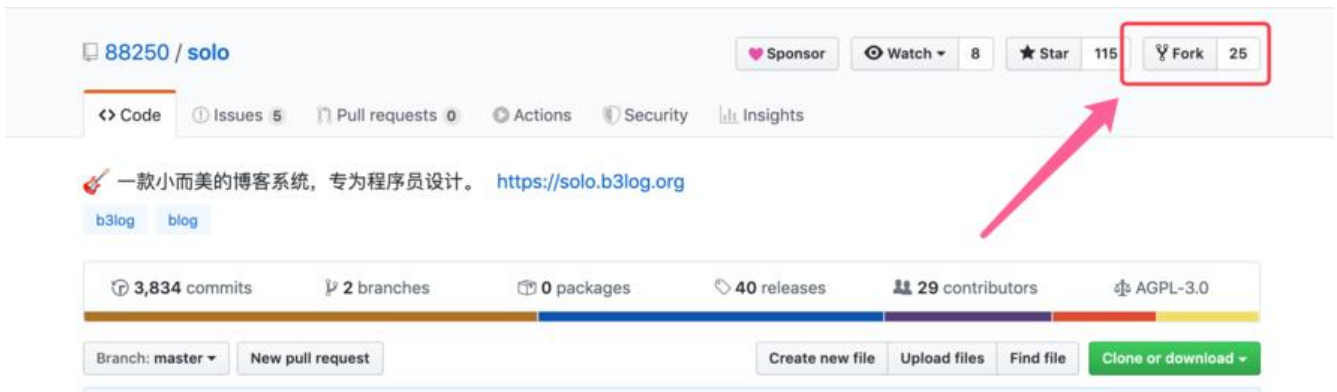 88250 / solo
Sponsor Watch 8 Star 115 Fork 25
Code Issues 5 Pull requests 0 Actions Security Insights
一款小而美的博客系统，专为程序员设计。 https://solo.b3log.org
b3log blog
3,834 commits 2 branches 0 packages 40 releases 29 contributors AGPL-3.0
Branch: master New pull request Create new file Upload files Find file Clone or download